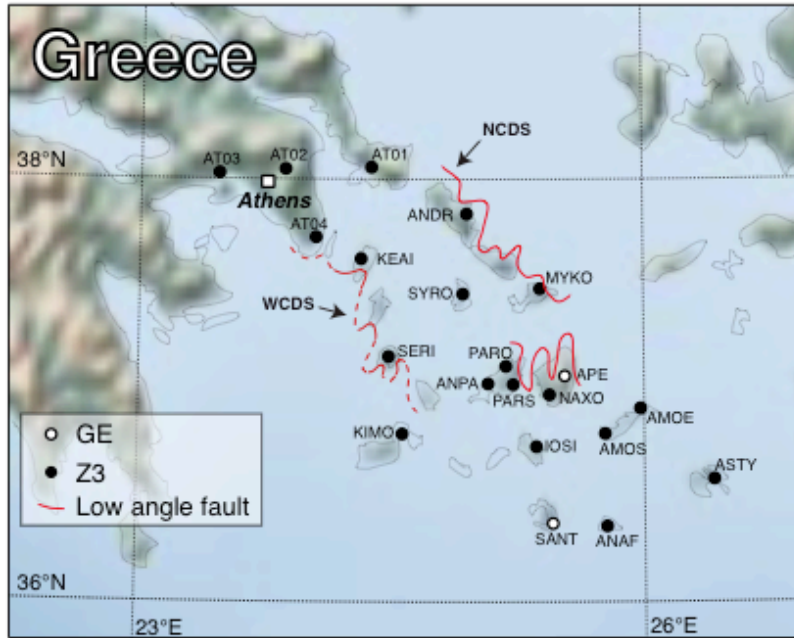 Greece
NCDS
38°N
AT03
AT02
AT01
Athens
ANDR
AT04
KEAI
MYKO
SYRO
WCDS
SERI
PARO
APE
ANPA
PARS
NAXO
AMOE
KIMO
IOSI
AMOS
ASTY
SANT
ANAF
GE
Z3
Low angle fault
36°N
23°E
26°E